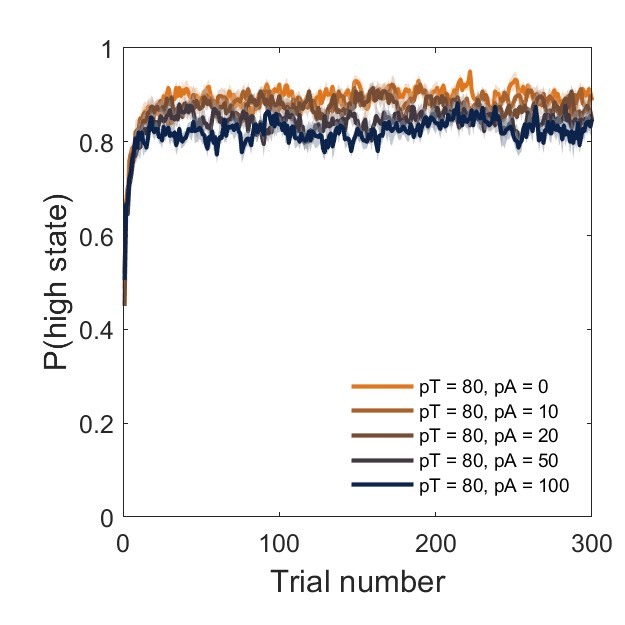 1
0.8
0.6
0.4
0.2
0
P(high state)
pT = 80, pA = 0
pT = 80, pA = 10
pT = 80, pA = 20
pT = 80, pA = 50
pT = 80, pA = 100
0 100 200 300
Trial number